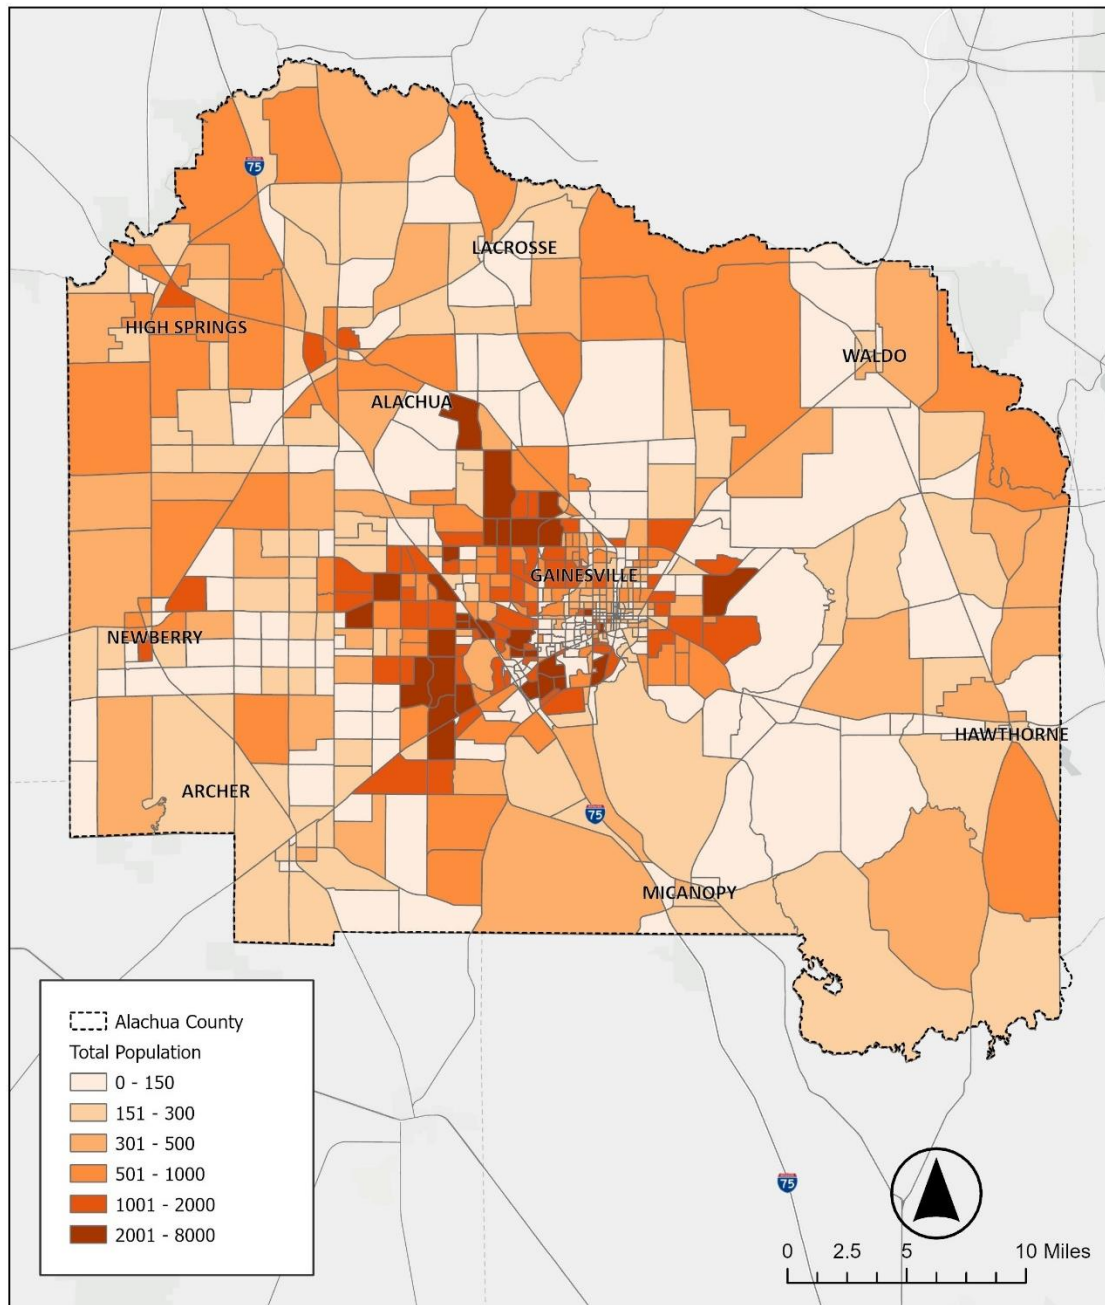 75
LACROSSE
HIGH SPRINGS
WALDO
ALACHUA
GAINESVILLE
NEWBERRY
HAWTHORNE
ARCHER
75
MICANOPY
Alachua County
Total Population
0 - 150
151 - 300
301 - 500
501 - 1000
1001 - 2000
2001 - 8000
75
0 2.5 5 10 Miles